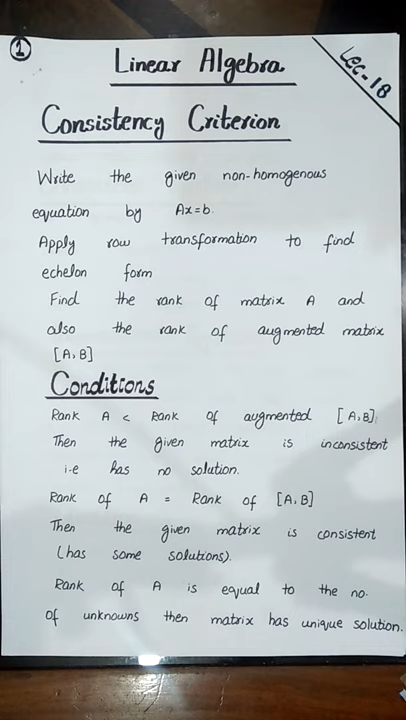 1
Linear Algebra
Lec-18
Consistency Criterion
Write the given non-homogenous
equation by Ax=b.
Apply row transformation to find
echelon form
Find the rank of matrix A and
also the rank of augmented matrix
[A,B]
Conditions
Rank A < Rank of augmented [A,B]
Then the given matrix is inconsistent
i-e has no solution.
Rank of A = Rank of [A,B]
Then the given matrix is consistent
(has some solutions).
Rank of A is equal to the no.
of unknowns then matrix has unique solution.